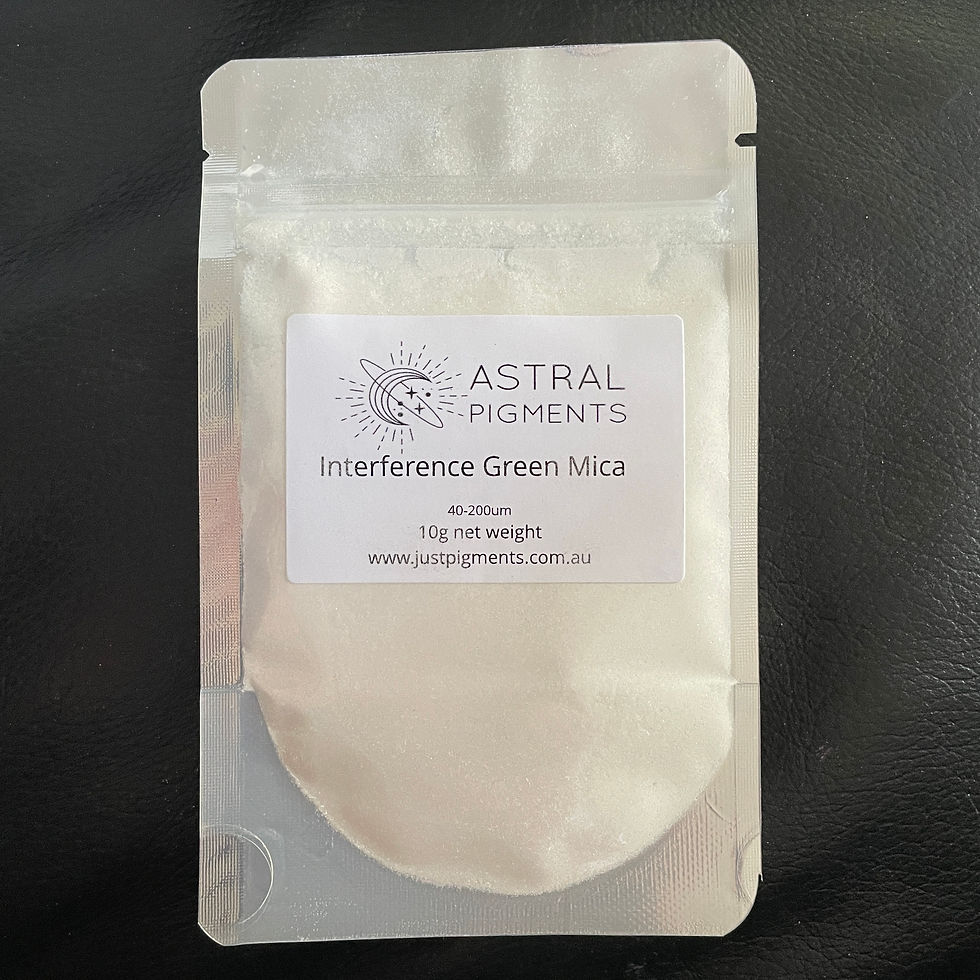 ASTRAL
PIGMENTS
Interference Green Mica
40-200um
10g net weight
www.justpigments.com.au